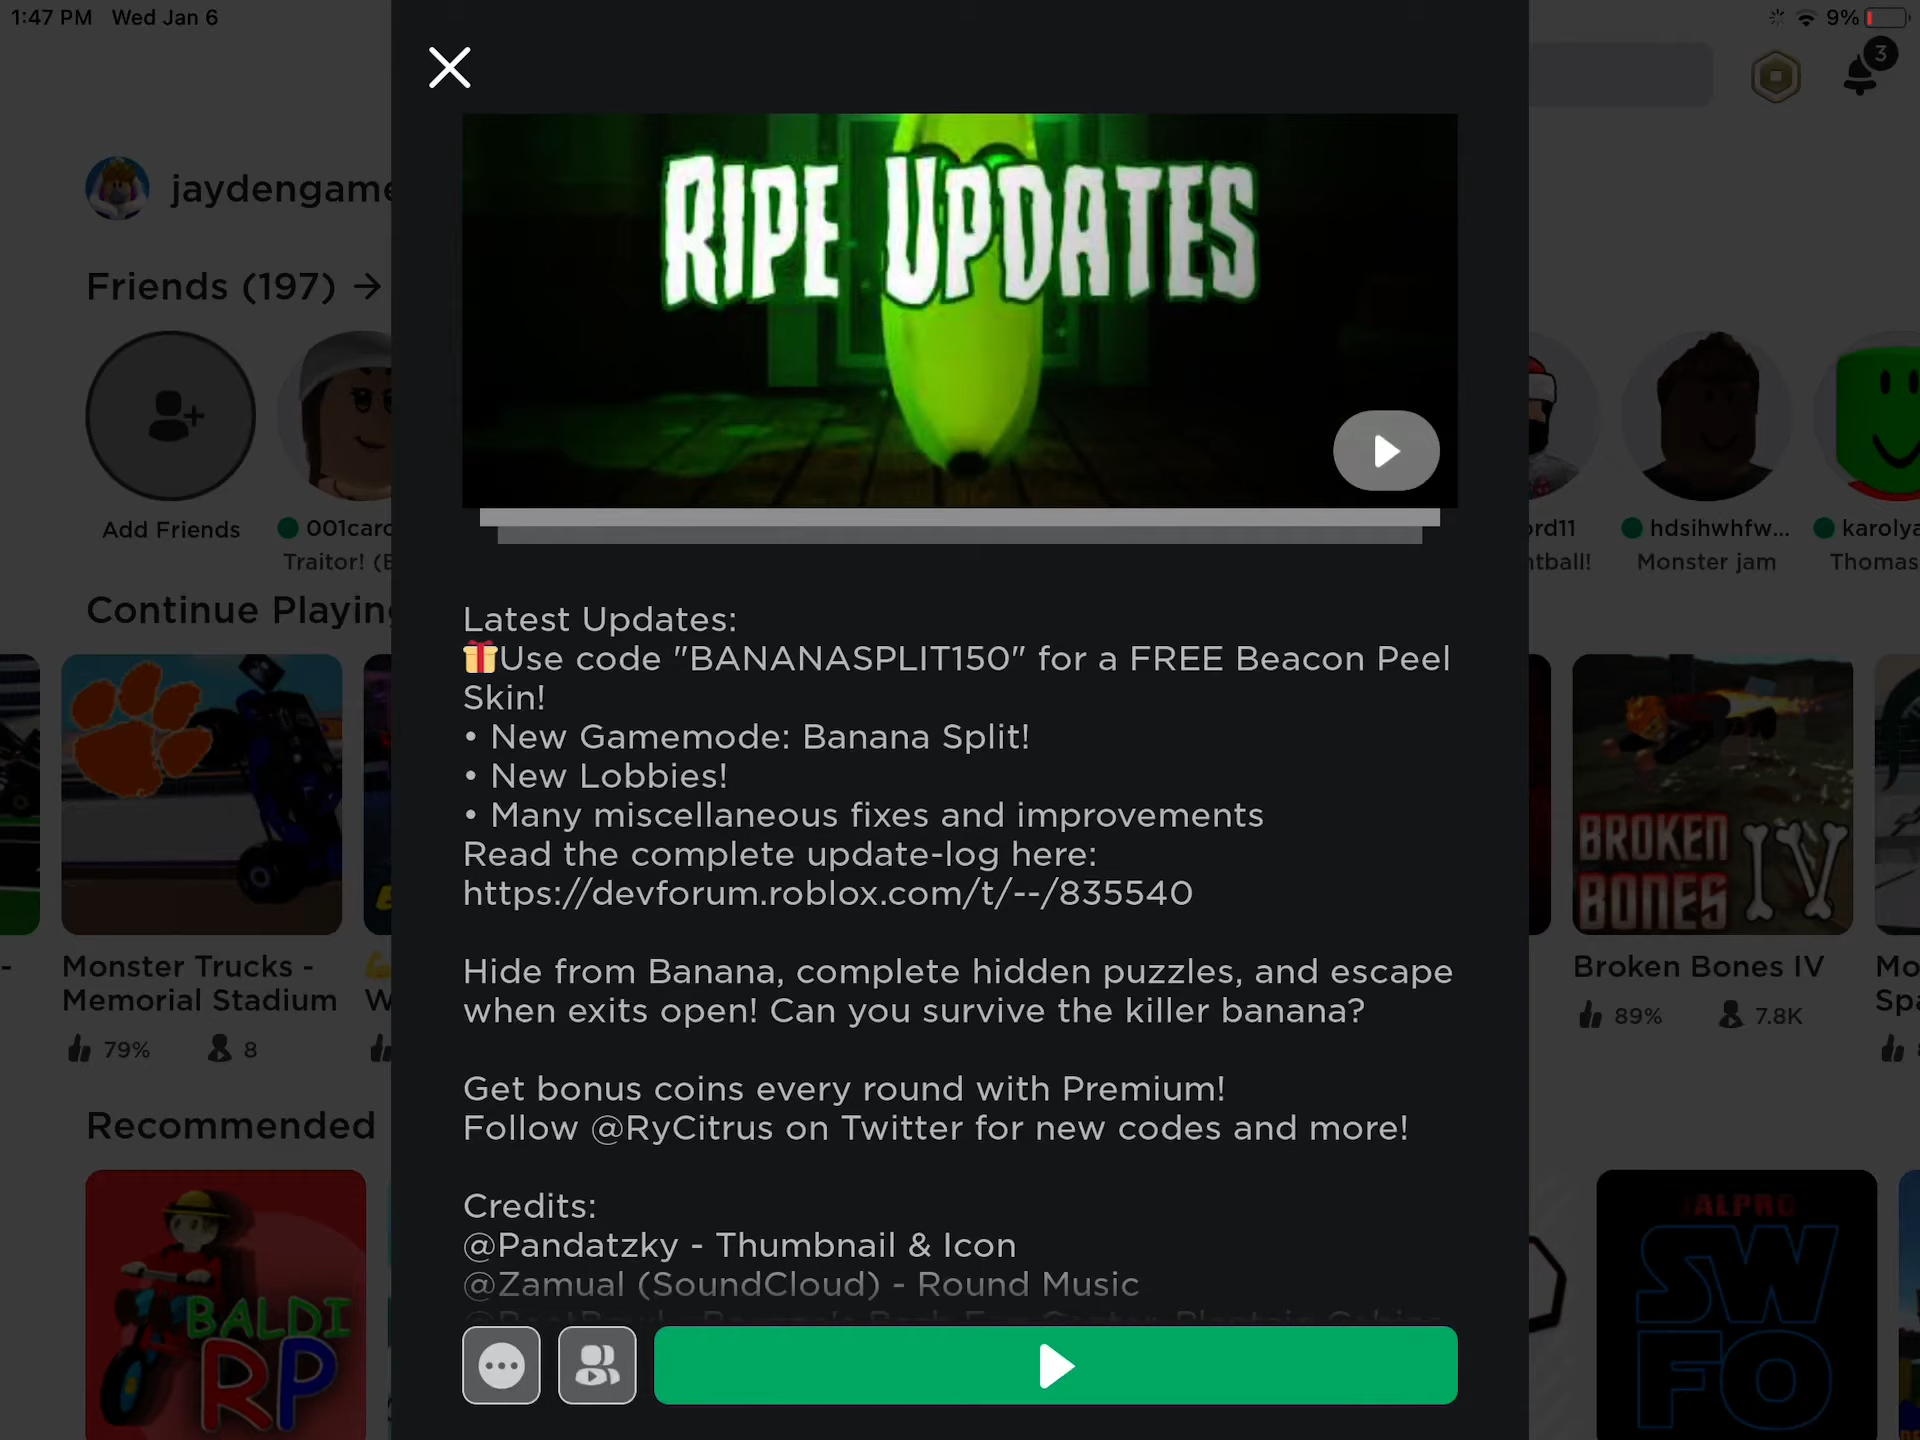 1:47 PM Wed Jan 6
9%
3
jaydengame
Friends (197) →
Add Friends
001card
Traitor!
hdsihwhfw...
Monster jam
karolya
Thomas
Continue Playing
Monster Trucks -
Memorial Stadium
79% 8
BROKEN
BONES IV
Broken Bones IV
89% 7.8K
Recommended
BALDI
RP
SW
FO
RIPE UPDATES
Latest Updates:
🎁Use code "BANANASPLIT150" for a FREE Beacon Peel
Skin!
• New Gamemode: Banana Split!
• New Lobbies!
• Many miscellaneous fixes and improvements
Read the complete update-log here:
https://devforum.roblox.com/t/--/835540
Hide from Banana, complete hidden puzzles, and escape
when exits open! Can you survive the killer banana?
Get bonus coins every round with Premium!
Follow @RyCitrus on Twitter for new codes and more!
Credits:
@Pandatzky - Thumbnail & Icon
@Zamual (SoundCloud) - Round Music